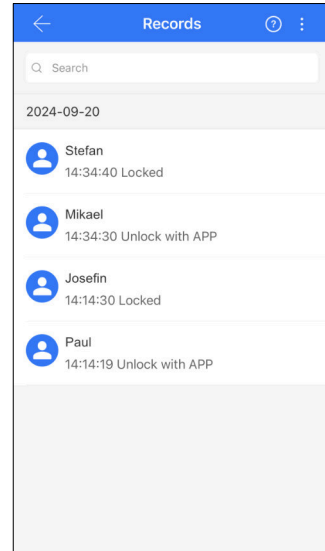 Records
Search
2024-09-20
Stefan
14:34:40 Locked
Mikael
14:34:30 Unlock with APP
Josefin
14:14:30 Locked
Paul
14:14:19 Unlock with APP